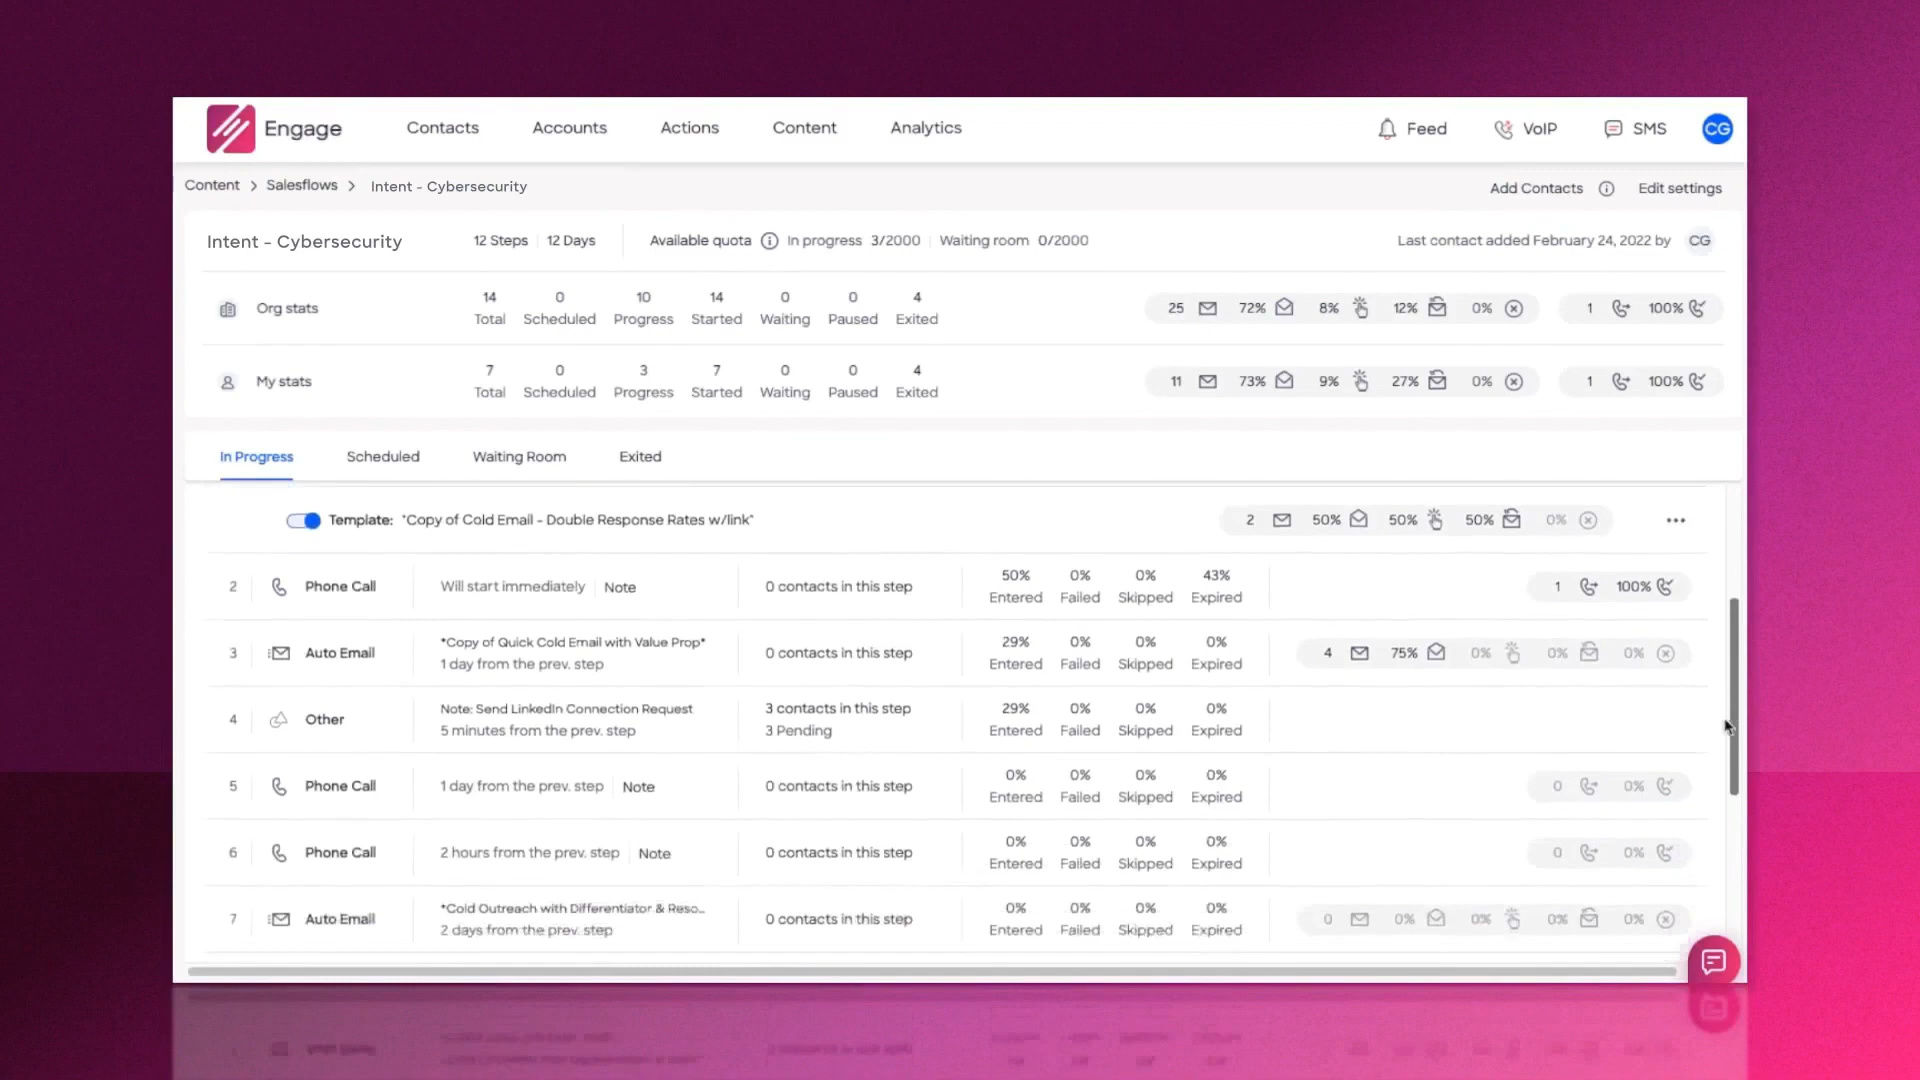 Engage
Contacts
Accounts
Actions
Content
Analytics
Feed
VoIP
SMS
CG
Content > Salesflows > Intent - Cybersecurity
Add Contacts
Edit settings
Intent - Cybersecurity
12 Steps
12 Days
Available quota
In progress 3/2000
Waiting room 0/2000
Last contact added February 24, 2022 by CG
Org stats
14 0 10 14 0 0 4
Total Scheduled Progress Started Waiting Paused Exited
25 72% 8% 12% 0% 1 100%
My stats
7 0 3 7 0 0 4
Total Scheduled Progress Started Waiting Paused Exited
11 73% 9% 27% 0% 1 100%
In Progress
Scheduled
Waiting Room
Exited
Template: "Copy of Cold Email - Double Response Rates w/link"
2 50% 50% 50% 0%
2 Phone Call
Will start immediately Note
0 contacts in this step
50% 0% 0% 43%
Entered Failed Skipped Expired
1 100%
3 Auto Email
"Copy of Quick Cold Email with Value Prop"
1 day from the prev. step
0 contacts in this step
29% 0% 0% 0%
Entered Failed Skipped Expired
4 75% 0% 0% 0%
4 Other
Note: Send LinkedIn Connection Request
5 minutes from the prev. step
3 contacts in this step
3 Pending
29% 0% 0% 0%
Entered Failed Skipped Expired
5 Phone Call
1 day from the prev. step Note
0 contacts in this step
0% 0% 0% 0%
Entered Failed Skipped Expired
0 0%
6 Phone Call
2 hours from the prev. step Note
0 contacts in this step
0% 0% 0% 0%
Entered Failed Skipped Expired
0 0%
7 Auto Email
"Cold Outreach with Differentiator & Reso...
2 days from the prev. step
0 contacts in this step
0% 0% 0% 0%
Entered Failed Skipped Expired
0 0% 0% 0% 0%